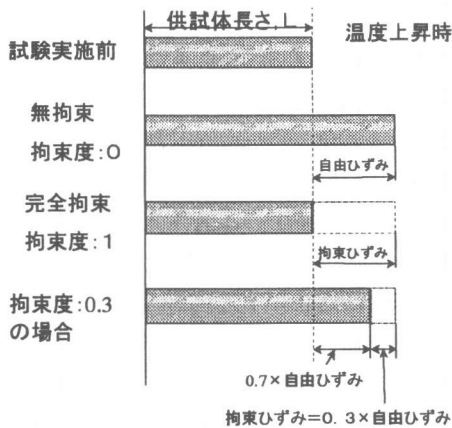 供試体長さ,L
温度上昇時
試験実施前
無拘束
拘束度:0
自由ひずみ
完全拘束
拘束度:1
拘束ひずみ
拘束度:0.3
の場合
0.7×自由ひずみ
拘束ひずみ=0.3×自由ひずみ